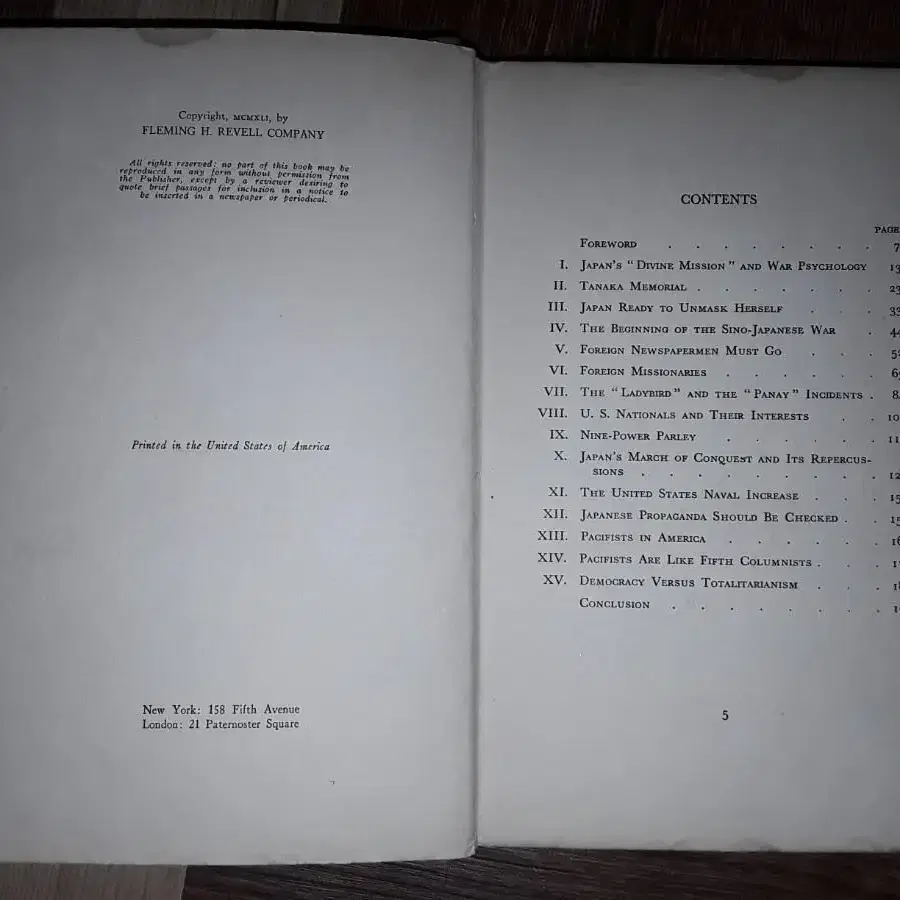 Copyright, MCMXLI, by
FLEMING H. REVELL COMPANY
All rights reserved; no part of this book may be
reproduced in any form without permission from
the Publisher, except by a reviewer desiring to
quote brief passages for inclusion in a notice to
be inserted in a newspaper or periodical.
Printed in the United States of America
New York: 158 Fifth Avenue
London: 21 Paternoster Square
CONTENTS
PAGE
Foreword . . . . . . . . 7
I. Japan's "Divine Mission" and War Psychology 13
II. Tanaka Memorial . . . . . . . 23
III. Japan Ready to Unmask Herself . . . 33
IV. The Beginning of the Sino-Japanese War . 44
V. Foreign Newspapermen Must Go . . .
VI. Foreign Missionaries . . . . . .
VII. The "Ladybird" and the "Panay" Incidents .
VIII. U. S. Nationals and Their Interests . .
IX. Nine-Power Parley . . . . . .
X. Japan's March of Conquest and Its Repercus-
sions . . . . . . . . .
XI. The United States Naval Increase . . .
XII. Japanese Propaganda Should Be Checked . .
XIII. Pacifists in America . . . . . .
XIV. Pacifists Are Like Fifth Columnists . . .
XV. Democracy Versus Totalitarianism . . .
Conclusion . . . . . . . .
5